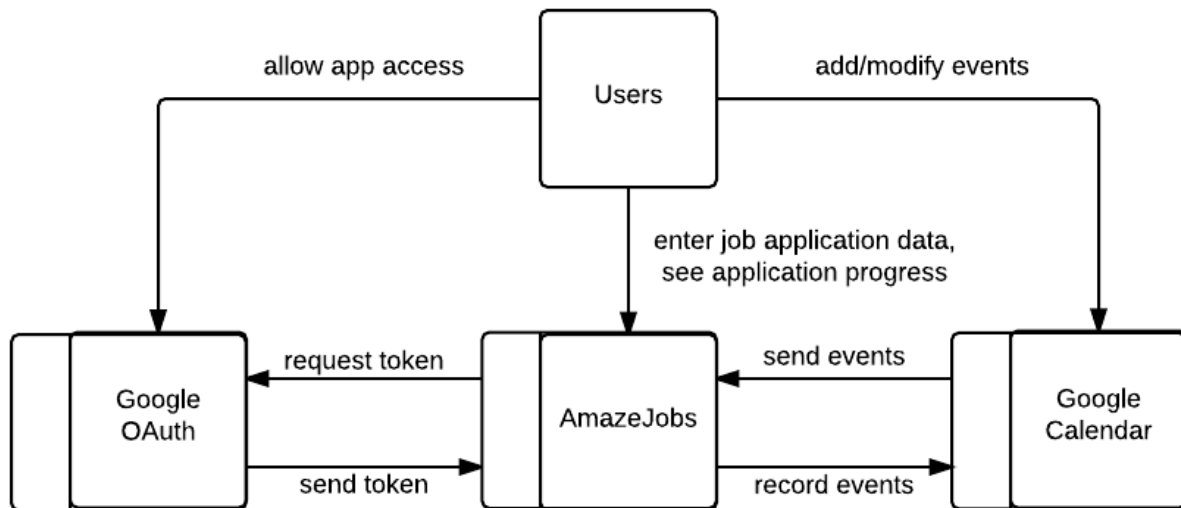 allow app access
Users
add/modify events
enter job application data,
see application progress
request token
send events
Google
OAuth
AmazeJobs
Google
Calendar
send token
record events